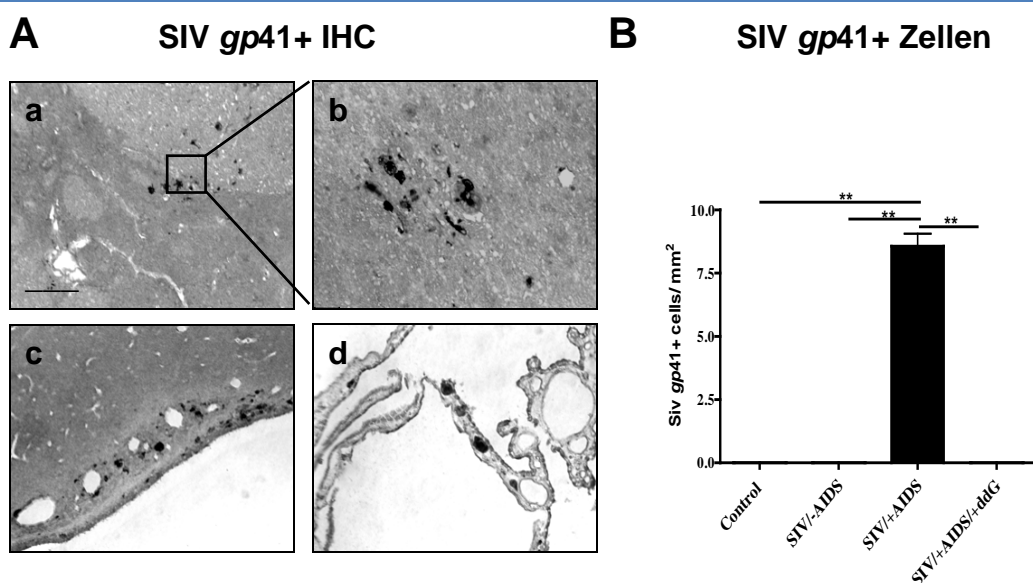 A
SIV gp41+ IHC
a
b
c
d
B
SIV gp41+ Zellen
**
**
**
10.0
7.5
5.0
2.5
0.0
Siv gp41+ cells/ mm²
Control
SIV/-AIDS
SIV/+AIDS
SIV/+AIDS/+ddG